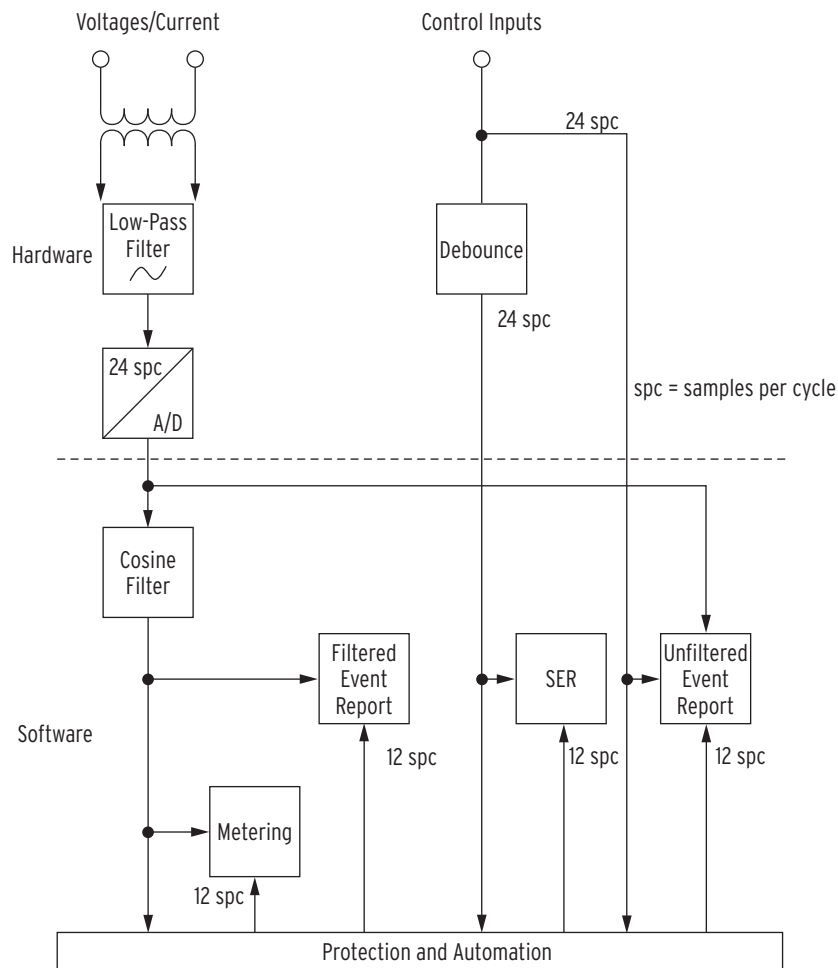 Voltages/Current
Control Inputs
24 spc
Low-Pass
Filter
Hardware
Debounce
24 spc
24 spc
A/D
spc = samples per cycle
Cosine
Filter
Filtered
Event
Report
SER
Unfiltered
Event
Report
Software
12 spc
12 spc
12 spc
Metering
12 spc
Protection and Automation